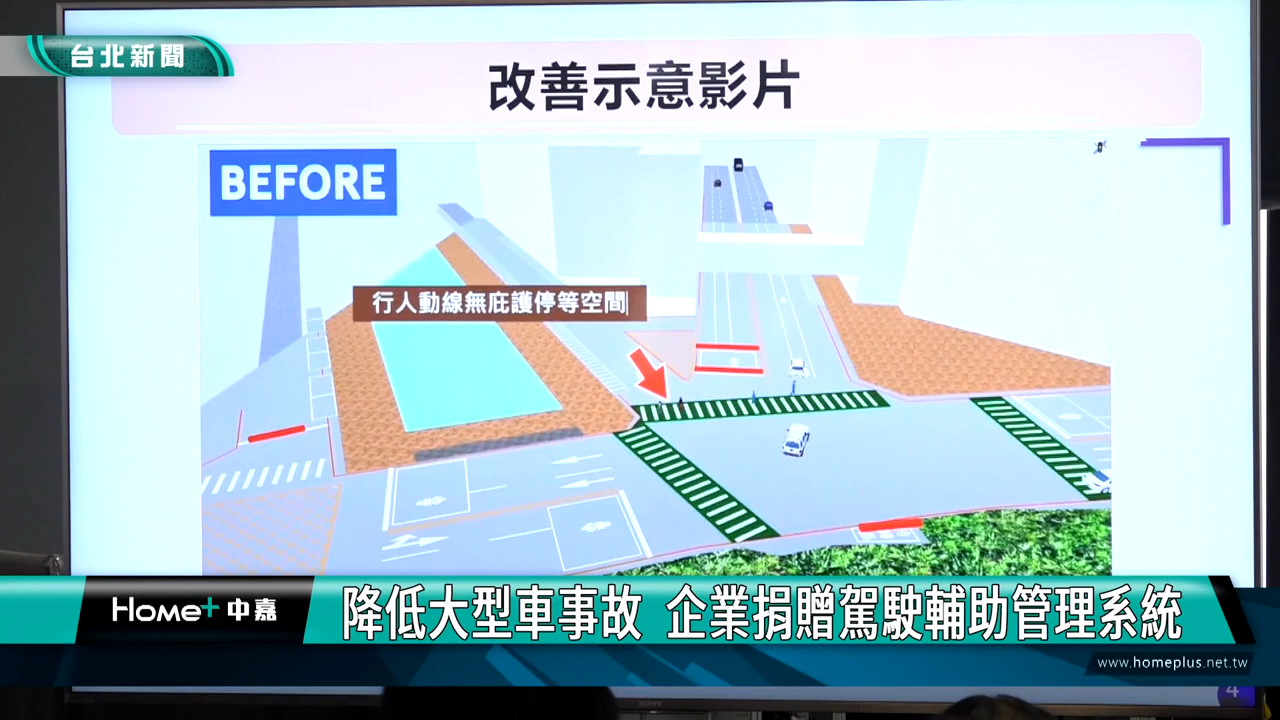 台北新聞
改善示意影片
BEFORE
行人動線無庇護停等空間
Home+ 中嘉
降低大型車事故 企業捐贈駕駛輔助管理系統
www.homeplus.net.tw
4
SONY